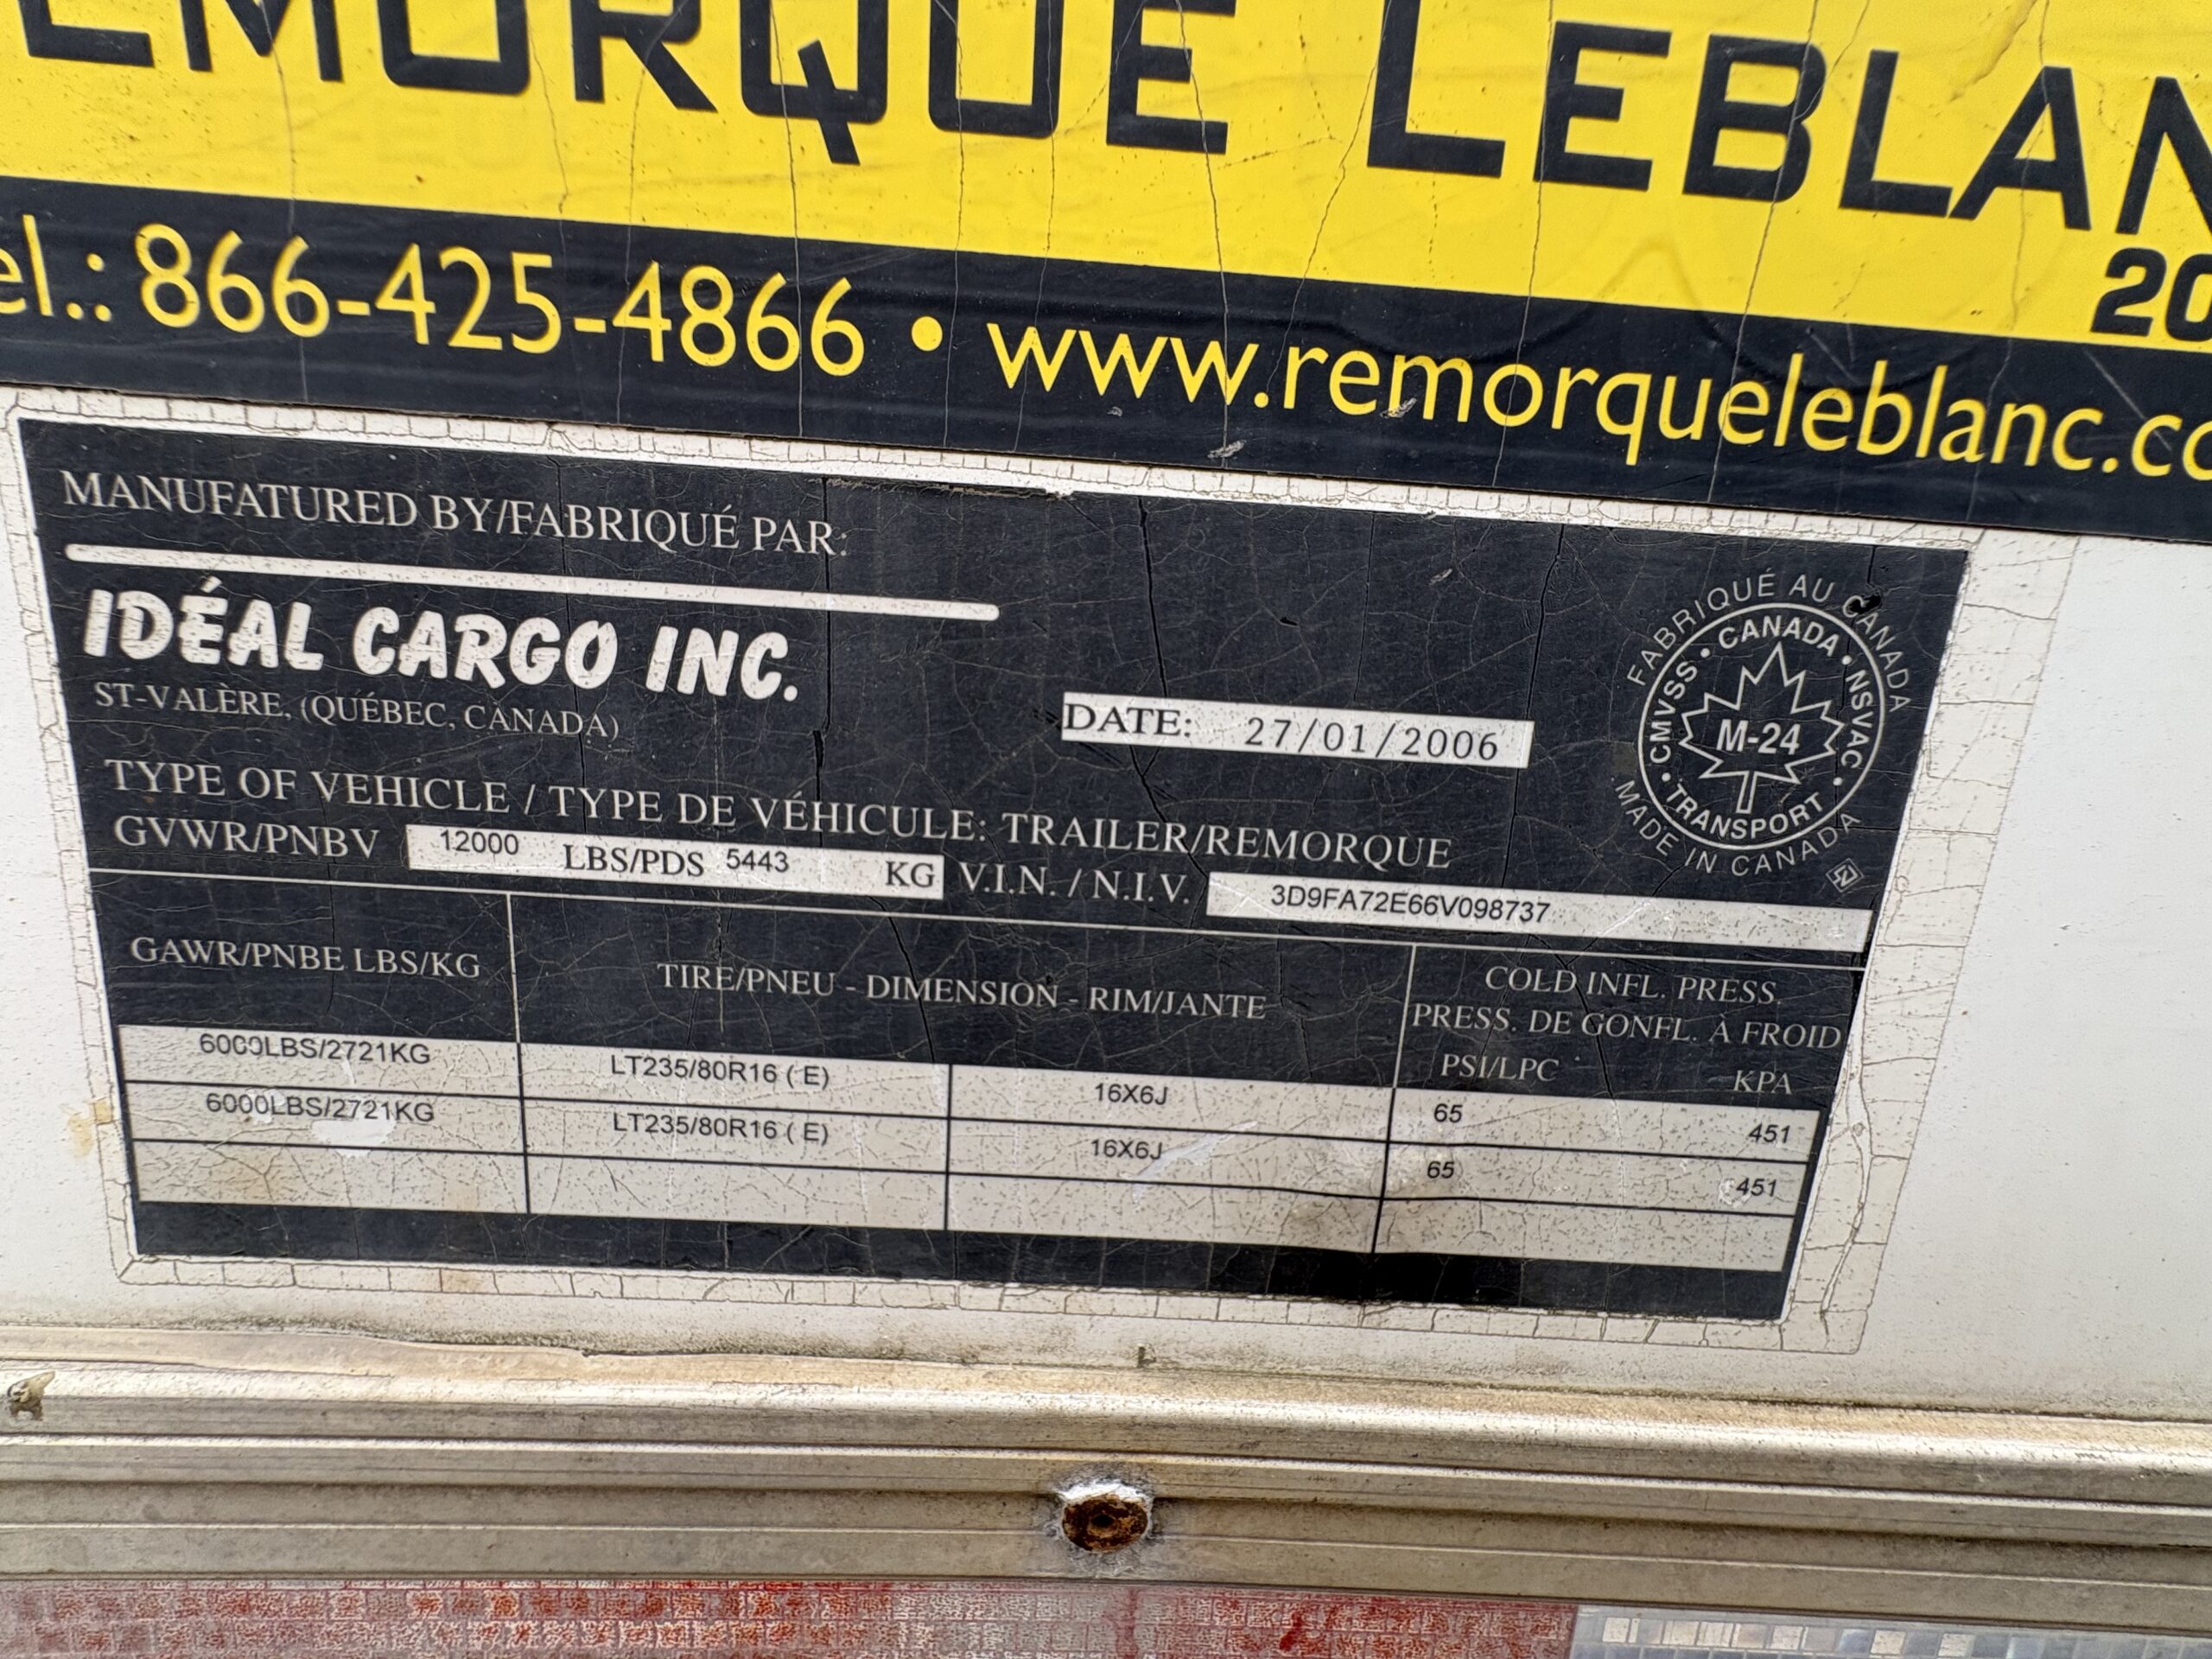 EMORQUE LEBLAN
20
el.: 866-425-4866 • www.remorqueleblanc.co
MANUFATURED BY/FABRIQUÉ PAR:
IDÉAL CARGO INC.
ST-VALÈRE, (QUÉBEC, CANADA)
DATE: 27/01/2006
FABRIQUÉ AU CANADA
CANADA • NSVAC • TRANSPORT • CMVSS •
M-24
MADE IN CANADA
TYPE OF VEHICLE / TYPE DE VÉHICULE: TRAILER/REMORQUE
GVWR/PNBV 12000 LBS/PDS 5443 KG V.I.N. / N.I.V. 3D9FA72E66V098737
GAWR/PNBE LBS/KG TIRE/PNEU - DIMENSION - RIM/JANTE COLD INFL. PRESS.
PRESS. DE GONFL. À FROID
PSI/LPC KPA
6000LBS/2721KG LT235/80R16 ( E) 16X6J 65 451
6000LBS/2721KG LT235/80R16 ( E) 16X6J 65 451